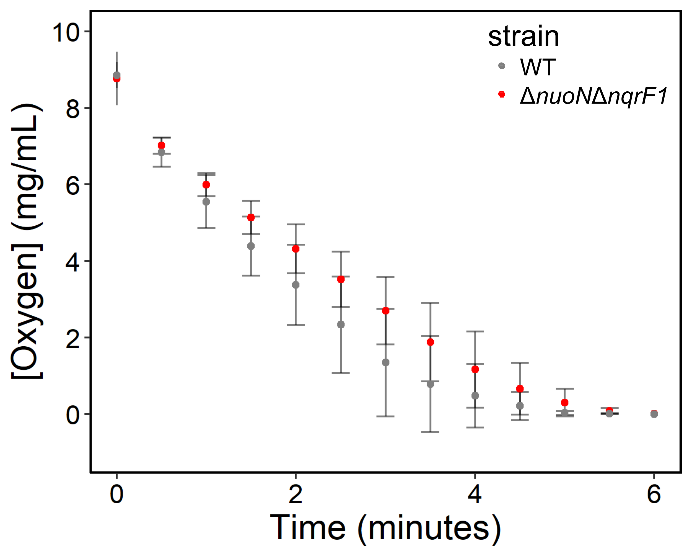 strain
WT
ΔnuoNΔnqrF1
[Oxygen] (mg/mL)
10
8
6
4
2
0
0 2 4 6
Time (minutes)